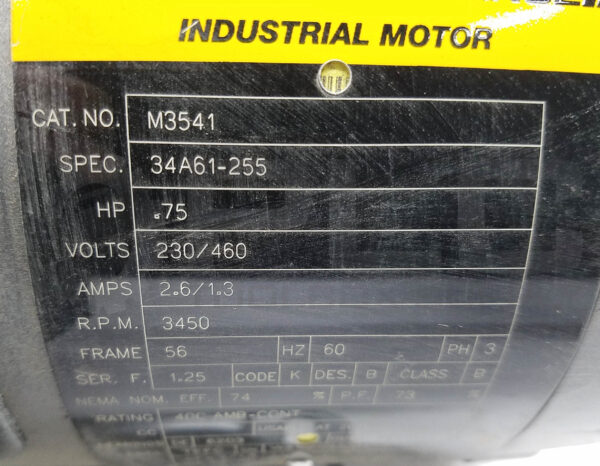 INDUSTRIAL MOTOR
CAT. NO. M3541
SPEC. 34A61-255
HP .75
VOLTS 230/460
AMPS 2.6/1.3
R.P.M. 3450
FRAME 56 HZ 60 PH 3
SER. F. 1.25 CODE K DES. B CLASS B
NEMA NOM. EFF. 74 % P.F. 73 %
RATING 40C AMB-CONT
CC